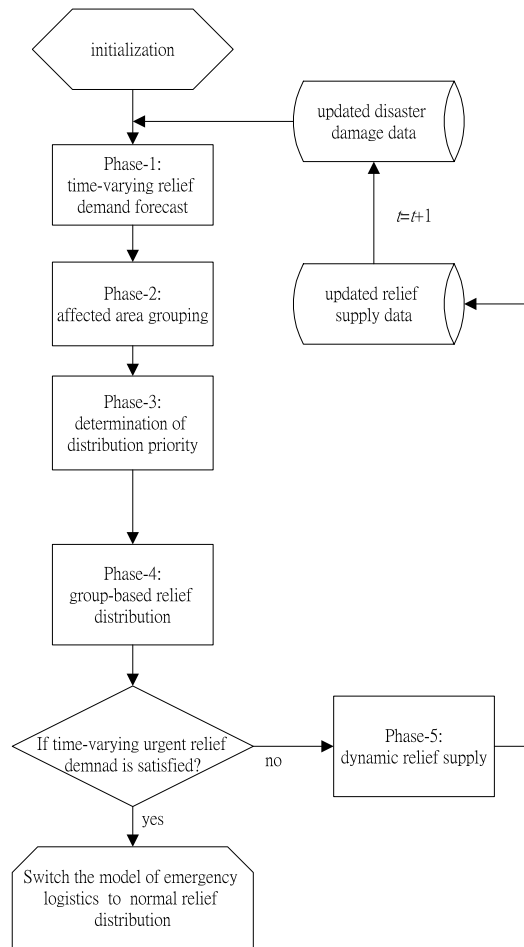 initialization
updated disaster
damage data
Phase-1:
time-varying relief
demand forecast
t=t+1
Phase-2:
affected area grouping
updated relief
supply data
Phase-3:
determination of
distribution priority
Phase-4:
group-based relief
distribution
If time-varying urgent relief
demnad is satisfied?
no
Phase-5:
dynamic relief supply
yes
Switch the model of emergency
logistics to normal relief
distribution